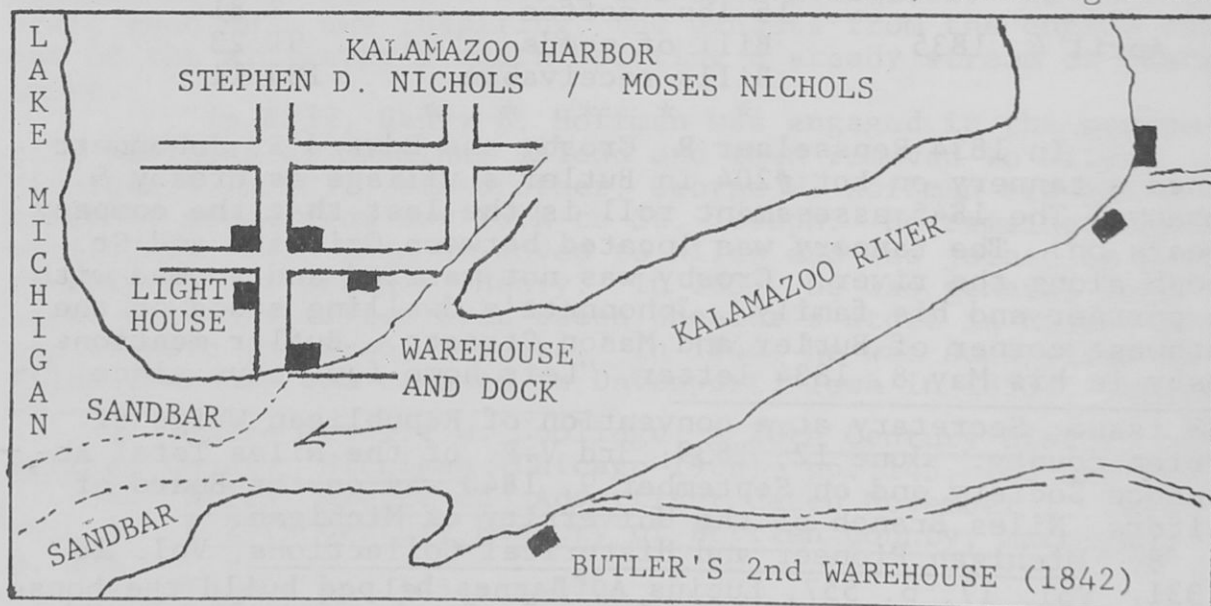 LAKE MICHIGAN
KALAMAZOO HARBOR
STEPHEN D. NICHOLS / MOSES NICHOLS
LIGHT
HOUSE
KALAMAZOO RIVER
WAREHOUSE
AND DOCK
SANDBAR
SANDBAR
BUTLER'S 2nd WAREHOUSE (1842)